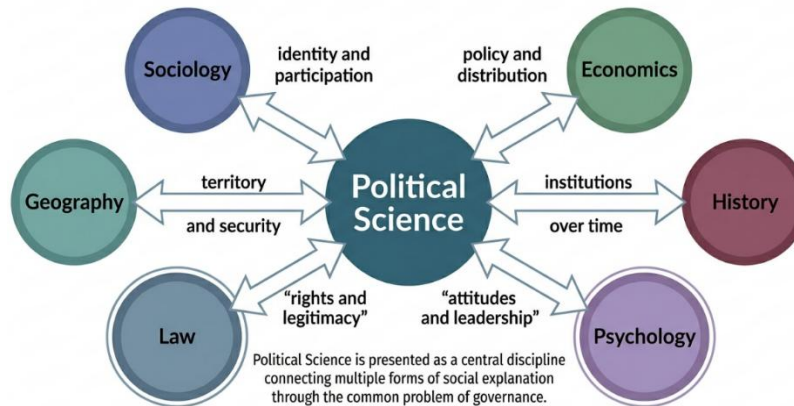 Sociology
identity and
participation
policy and
distribution
Economics
Geography
territory
and security
Political
Science
institutions
over time
History
Law
“rights and
legitimacy”
“attitudes
and leadership”
Psychology
Political Science is presented as a central discipline
connecting multiple forms of social explanation
through the common problem of governance.